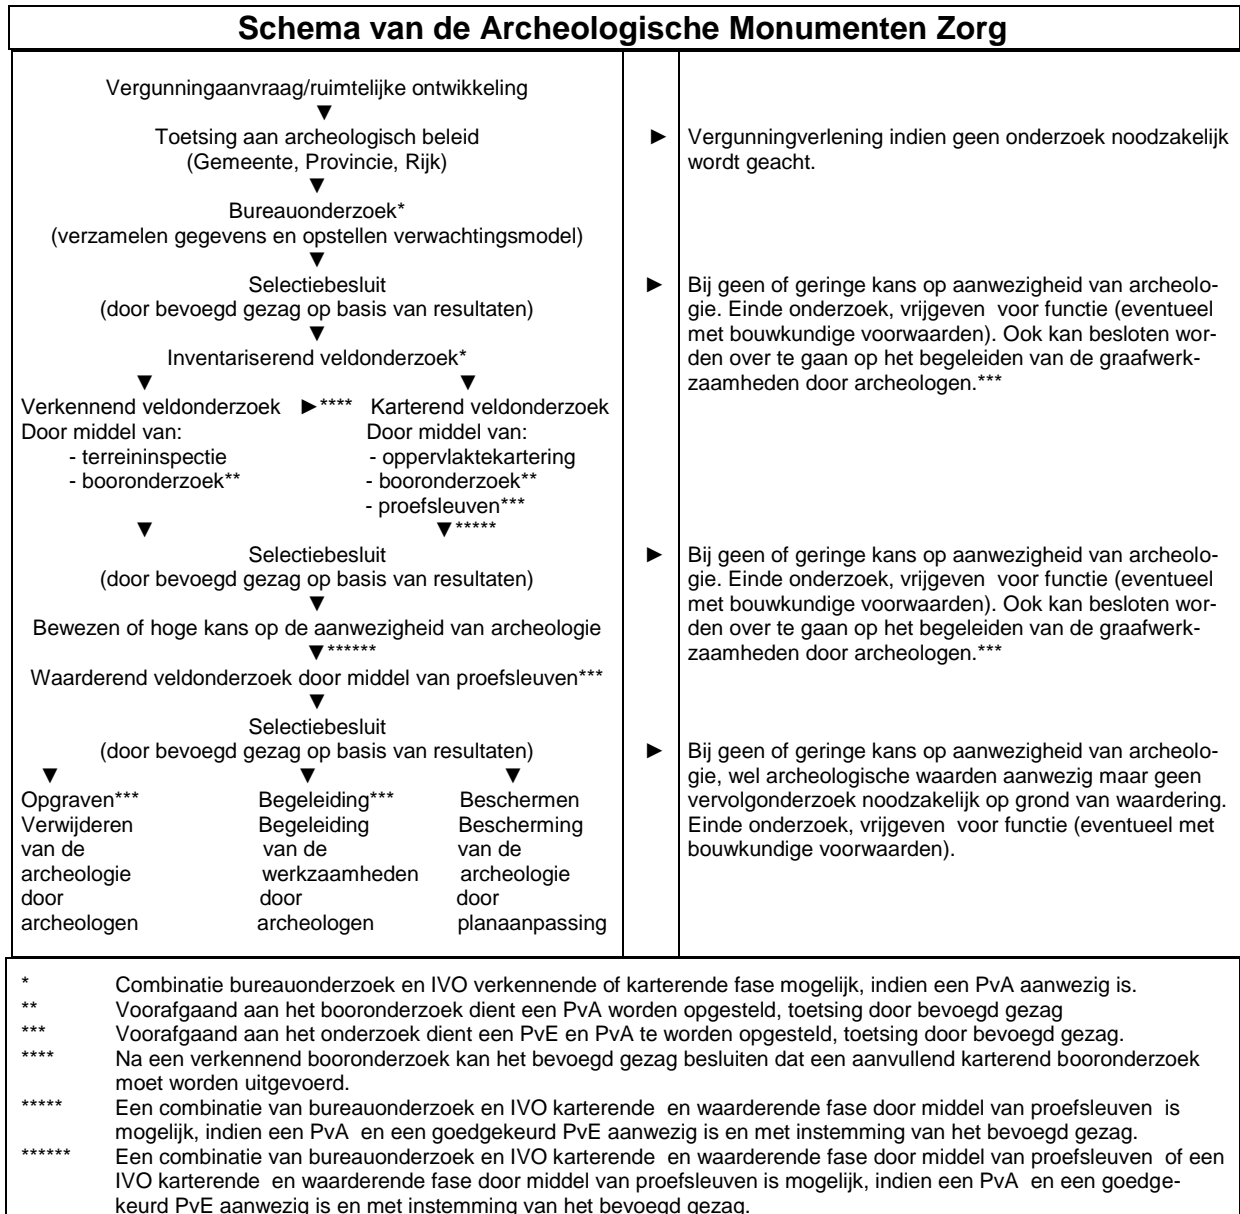 Schema van de Archeologische Monumenten Zorg
Vergunningaanvraag/ruimtelijke ontwikkeling
▼
Toetsing aan archeologisch beleid
(Gemeente, Provincie, Rijk)
▼
► Vergunningverlening indien geen onderzoek noodzakelijk
wordt geacht.
Bureauonderzoek*
(verzamelen gegevens en opstellen verwachtingsmodel)
▼
Selectiebesluit
(door bevoegd gezag op basis van resultaten)
▼
► Bij geen of geringe kans op aanwezigheid van archeolo-
gie. Einde onderzoek, vrijgeven  voor functie (eventueel
met bouwkundige voorwaarden). Ook kan besloten wor-
den over te gaan op het begeleiden van de graafwerk-
zaamheden door archeologen.***
Inventariserend veldonderzoek*
▼ ▼
Verkennend veldonderzoek ►**** Karterend veldonderzoek
Door middel van: Door middel van:
- terreininspectie - oppervlaktekartering
- booronderzoek** - booronderzoek**
- proefsleuven***
▼ ▼*****
Selectiebesluit
(door bevoegd gezag op basis van resultaten)
▼
► Bij geen of geringe kans op aanwezigheid van archeolo-
gie. Einde onderzoek, vrijgeven  voor functie (eventueel
met bouwkundige voorwaarden). Ook kan besloten wor-
den over te gaan op het begeleiden van de graafwerk-
zaamheden door archeologen.***
Bewezen of hoge kans op de aanwezigheid van archeologie
▼******
Waarderend veldonderzoek door middel van proefsleuven***
▼
Selectiebesluit
(door bevoegd gezag op basis van resultaten)
▼ ▼ ▼
► Bij geen of geringe kans op aanwezigheid van archeolo-
gie, wel archeologische waarden aanwezig maar geen
vervolgonderzoek noodzakelijk op grond van waardering.
Einde onderzoek, vrijgeven  voor functie (eventueel met
bouwkundige voorwaarden).
Opgraven*** Begeleiding*** Beschermen
Verwijderen Begeleiding Bescherming
van de van de van de
archeologie werkzaamheden archeologie
door door door
archeologen archeologen planaanpassing
* Combinatie bureauonderzoek en IVO verkennende of karterende fase mogelijk, indien een PvA aanwezig is.
** Voorafgaand aan het booronderzoek dient een PvA worden opgesteld, toetsing door bevoegd gezag
*** Voorafgaand aan het onderzoek dient een PvE en PvA te worden opgesteld, toetsing door bevoegd gezag.
**** Na een verkennend booronderzoek kan het bevoegd gezag besluiten dat een aanvullend karterend booronderzoek
moet worden uitgevoerd.
***** Een combinatie van bureauonderzoek en IVO karterende  en waarderende fase door middel van proefsleuven  is
mogelijk, indien een PvA  en een goedgekeurd PvE aanwezig is en met instemming van het bevoegd gezag.
****** Een combinatie van bureauonderzoek en IVO karterende  en waarderende fase door middel van proefsleuven  of een
IVO karterende  en waarderende fase door middel van proefsleuven is mogelijk, indien een PvA  en een goedge-
keurd PvE aanwezig is en met instemming van het bevoegd gezag.